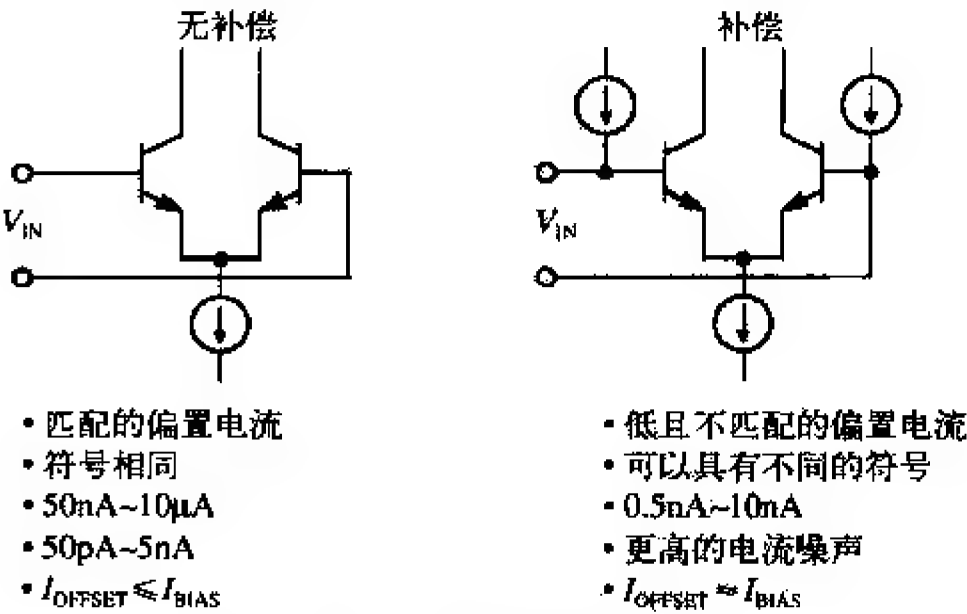 无补偿
V_IN
• 匹配的偏置电流
• 符号相同
• 50nA~10μA
• 50pA~5nA
• I_OFFSET ≤ I_BIAS
补偿
V_IN
• 低且不匹配的偏置电流
• 可以具有不同的符号
• 0.5nA~10nA
• 更高的电流噪声
• I_OFFSET ≈ I_BIAS